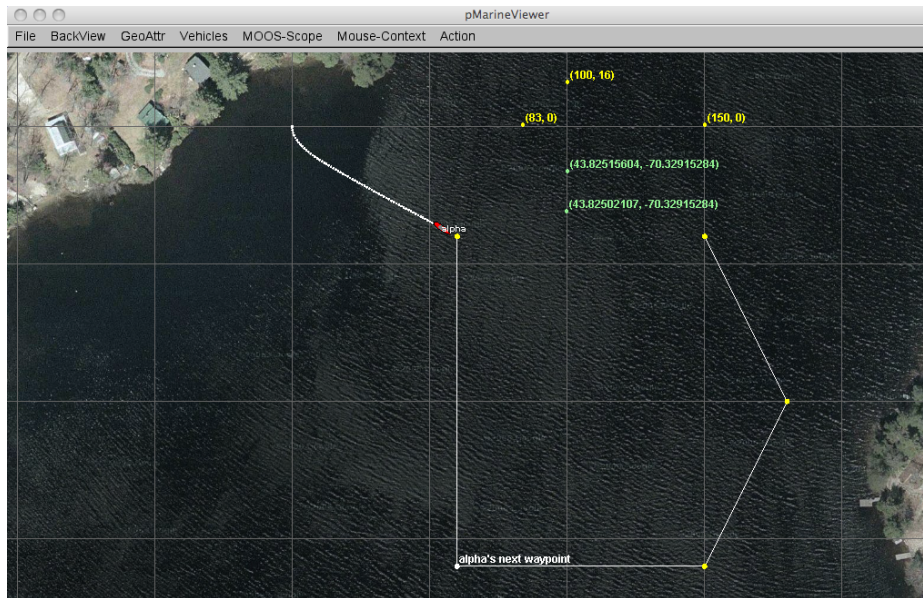 pMarineViewer
File BackView GeoAttr Vehicles MOOS-Scope Mouse-Context Action
(100, 16)
(83, 0)
(150, 0)
(43.82515604, -70.32915284)
(43.82502107, -70.32915284)
alpha
alpha's next waypoint